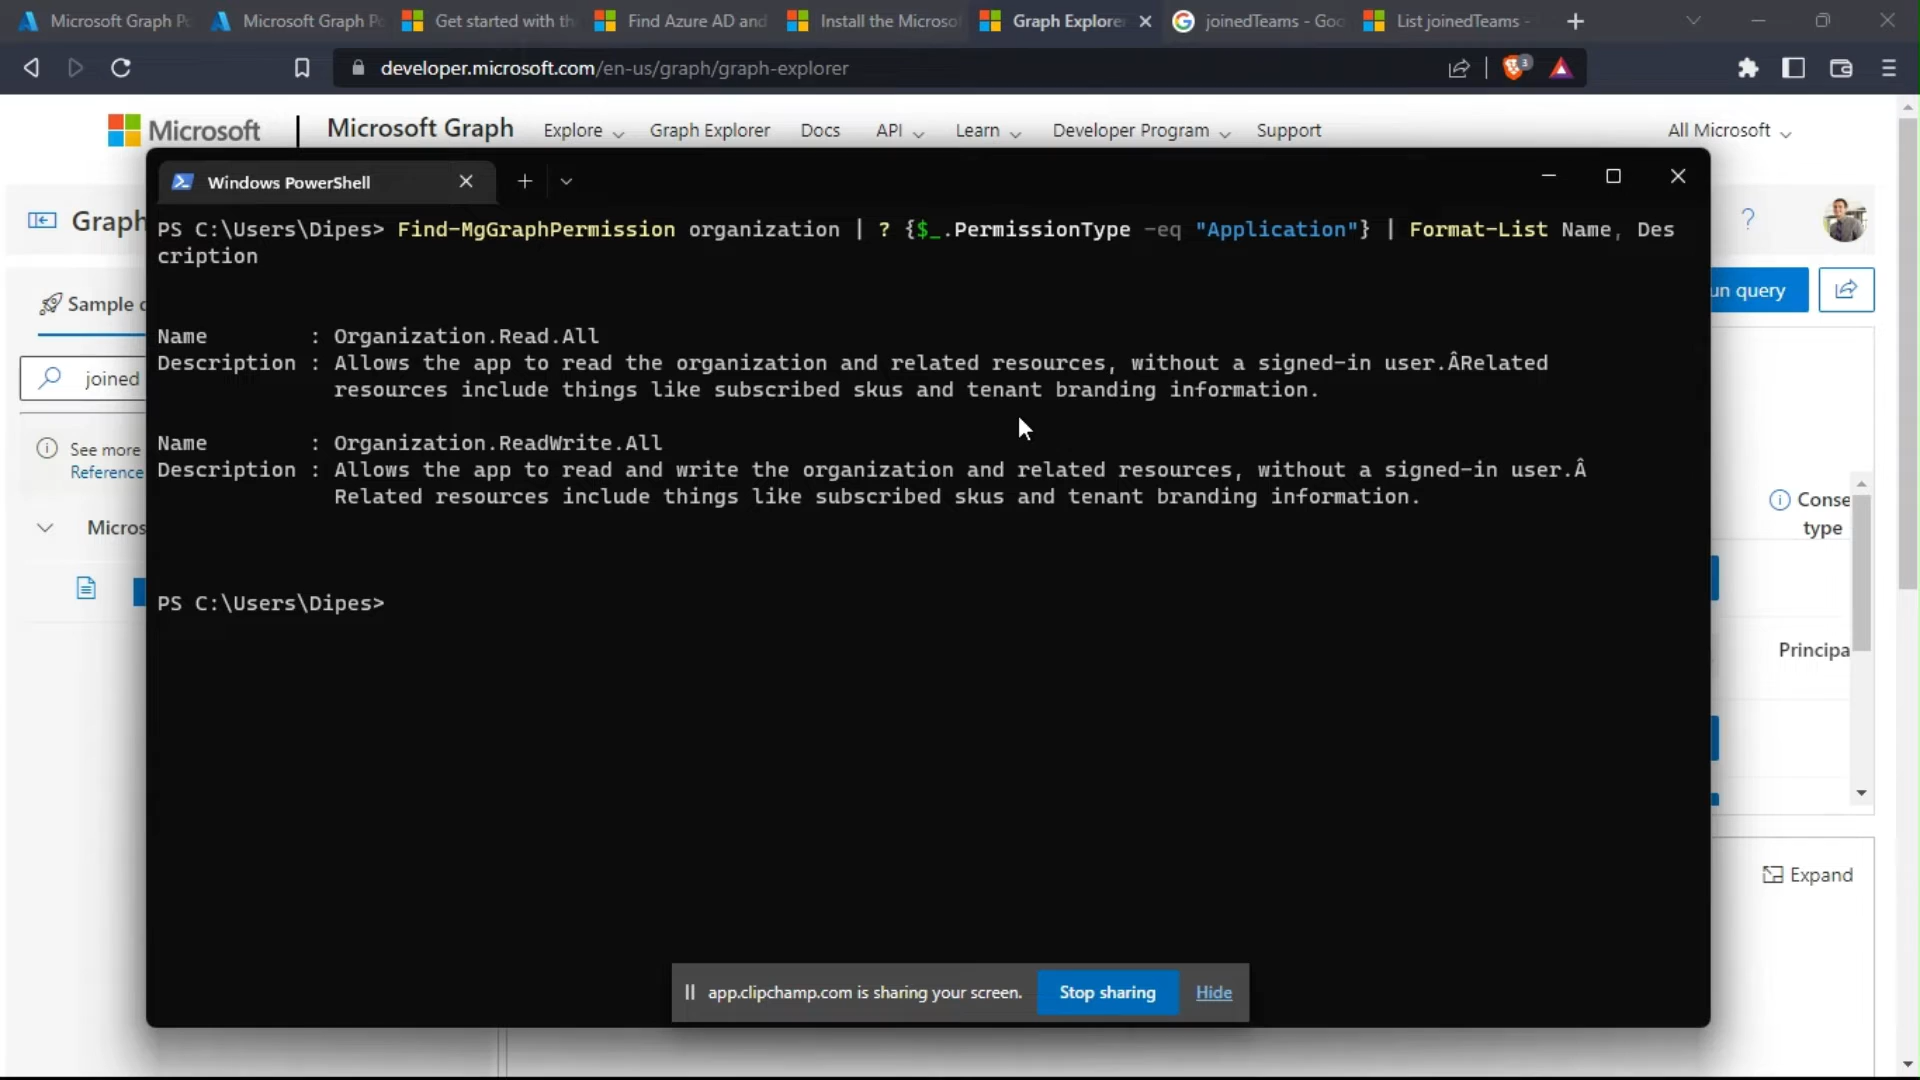 Microsoft Graph P
Microsoft Graph Po
Get started with th
Find Azure AD and
Install the Microso
Graph Explorer
joinedTeams - Goo
List joinedTeams -
developer.microsoft.com/en-us/graph/graph-explorer
3
Microsoft
Microsoft Graph
Explore
Graph Explorer
Docs
API
Learn
Developer Program
Support
All Microsoft
Windows PowerShell
Graph
PS C:\Users\Dipes> Find-MgGraphPermission organization | ? {$_.PermissionType -eq "Application"} | Format-List Name, Des
cription
?
Sample
un query
Name : Organization.Read.All
Description : Allows the app to read the organization and related resources, without a signed-in user.ÂRelated
resources include things like subscribed skus and tenant branding information.
joined
Name : Organization.ReadWrite.All
Description : Allows the app to read and write the organization and related resources, without a signed-in user.Â
Related resources include things like subscribed skus and tenant branding information.
See more
Reference
Micros
Conse
type
PS C:\Users\Dipes>
Principa
Expand
app.clipchamp.com is sharing your screen.
Stop sharing
Hide